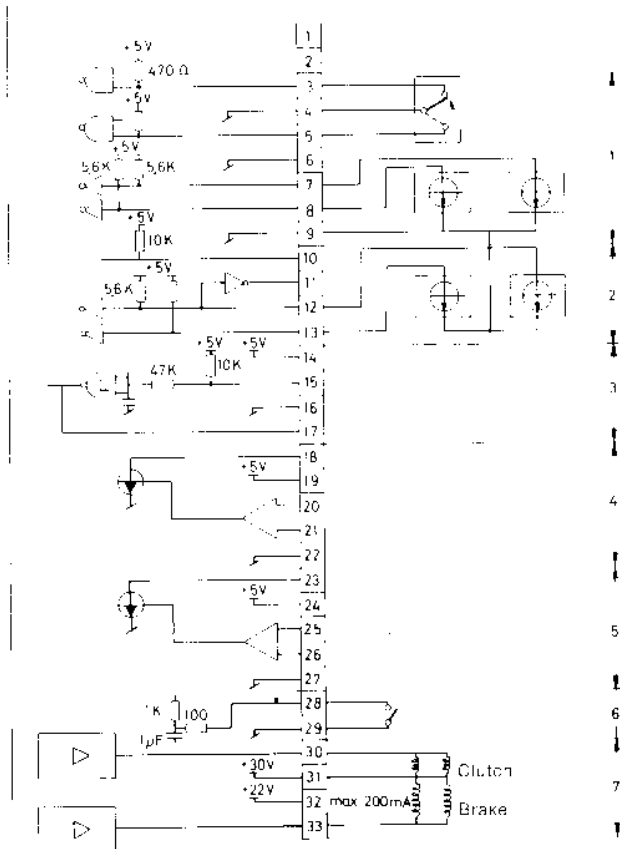 1
+5V
2
470Ω
3
+5V
4
5
+5V
6
5,6K 5,6K
7
1
8
+5V
9
10K
10
+5V
11
5,6K
12
2
13
+5V +5V
14
47K 10K
15
3
16
17
18
+5V
19
20
4
21
22
23
+5V
24
25
5
26
27
28
1K 100
6
29
1µF
30
+30V
31
Clutch
+22V
7
32 max 200mA
Brake
33